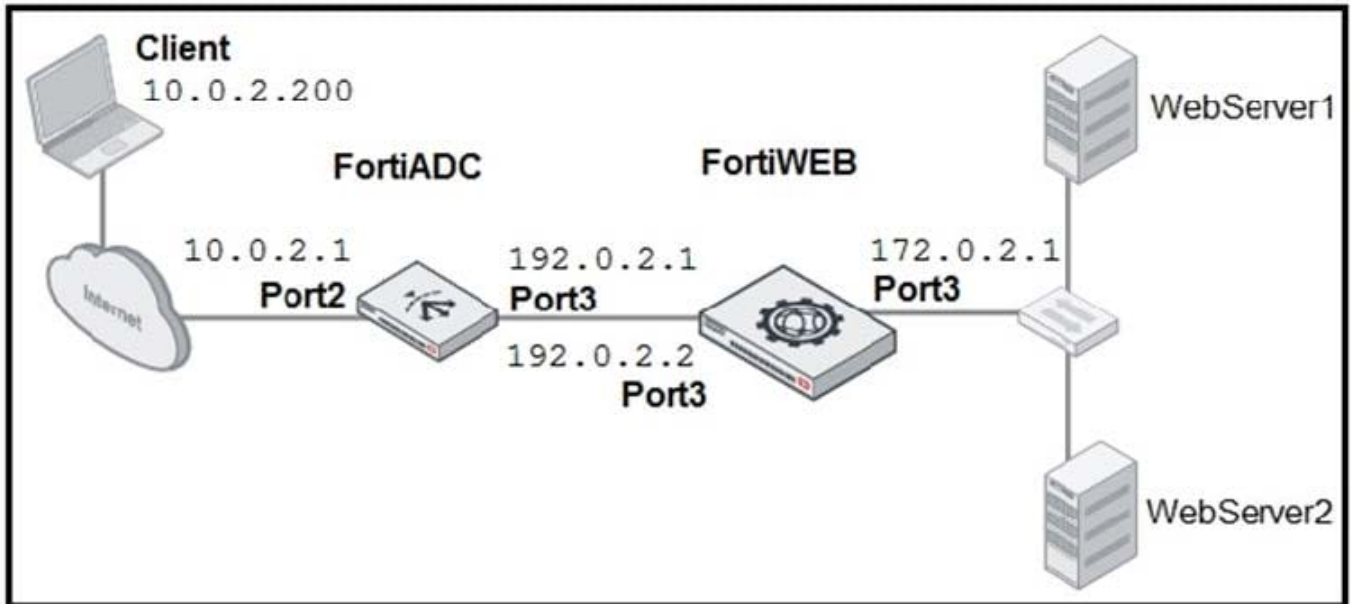 Client
10.0.2.200
WebServer1
FortiADC
FortiWEB
10.0.2.1
Port2
192.0.2.1
Port3
172.0.2.1
Port3
Internet
192.0.2.2
Port3
WebServer2